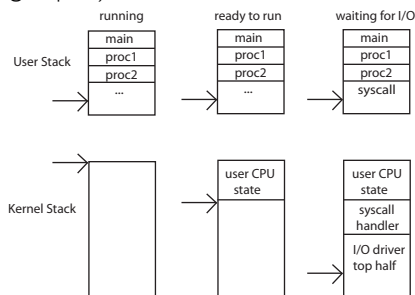 running ready to run waiting for I/O
User Stack
main main main
proc1 proc1 proc1
proc2 proc2 proc2
... ... syscall
Kernel Stack
user CPU user CPU
state state
syscall
handler
I/O driver
top half